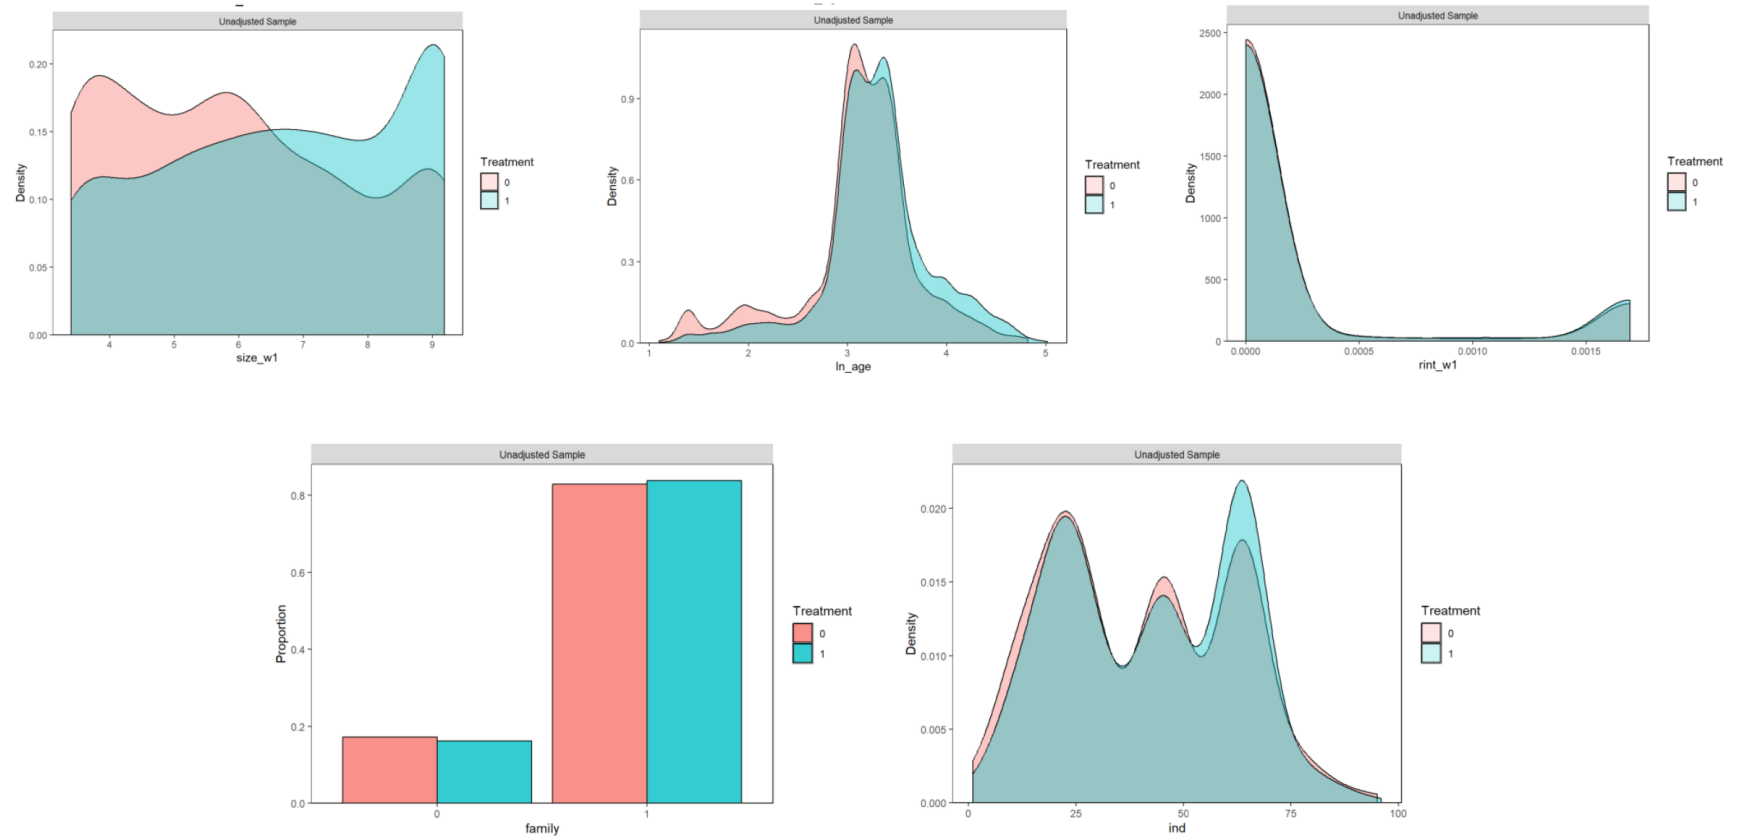 Unadjusted Sample
0.20
0.15
0.10
0.05
0.00
Density
4 5 6 7 8 9
size_w1
Treatment
0
1
Unadjusted Sample
0.9
0.6
0.3
0.0
Density
1 2 3 4 5
ln_age
Treatment
0
1
Unadjusted Sample
2500
2000
1500
1000
500
0
Density
0.0000 0.0005 0.0010 0.0015
rint_w1
Treatment
0
1
Unadjusted Sample
0.8
0.6
0.4
0.2
0.0
Proportion
0 1
family
Treatment
0
1
Unadjusted Sample
0.020
0.015
0.010
0.005
0.000
Density
0 25 50 75 100
ind
Treatment
0
1